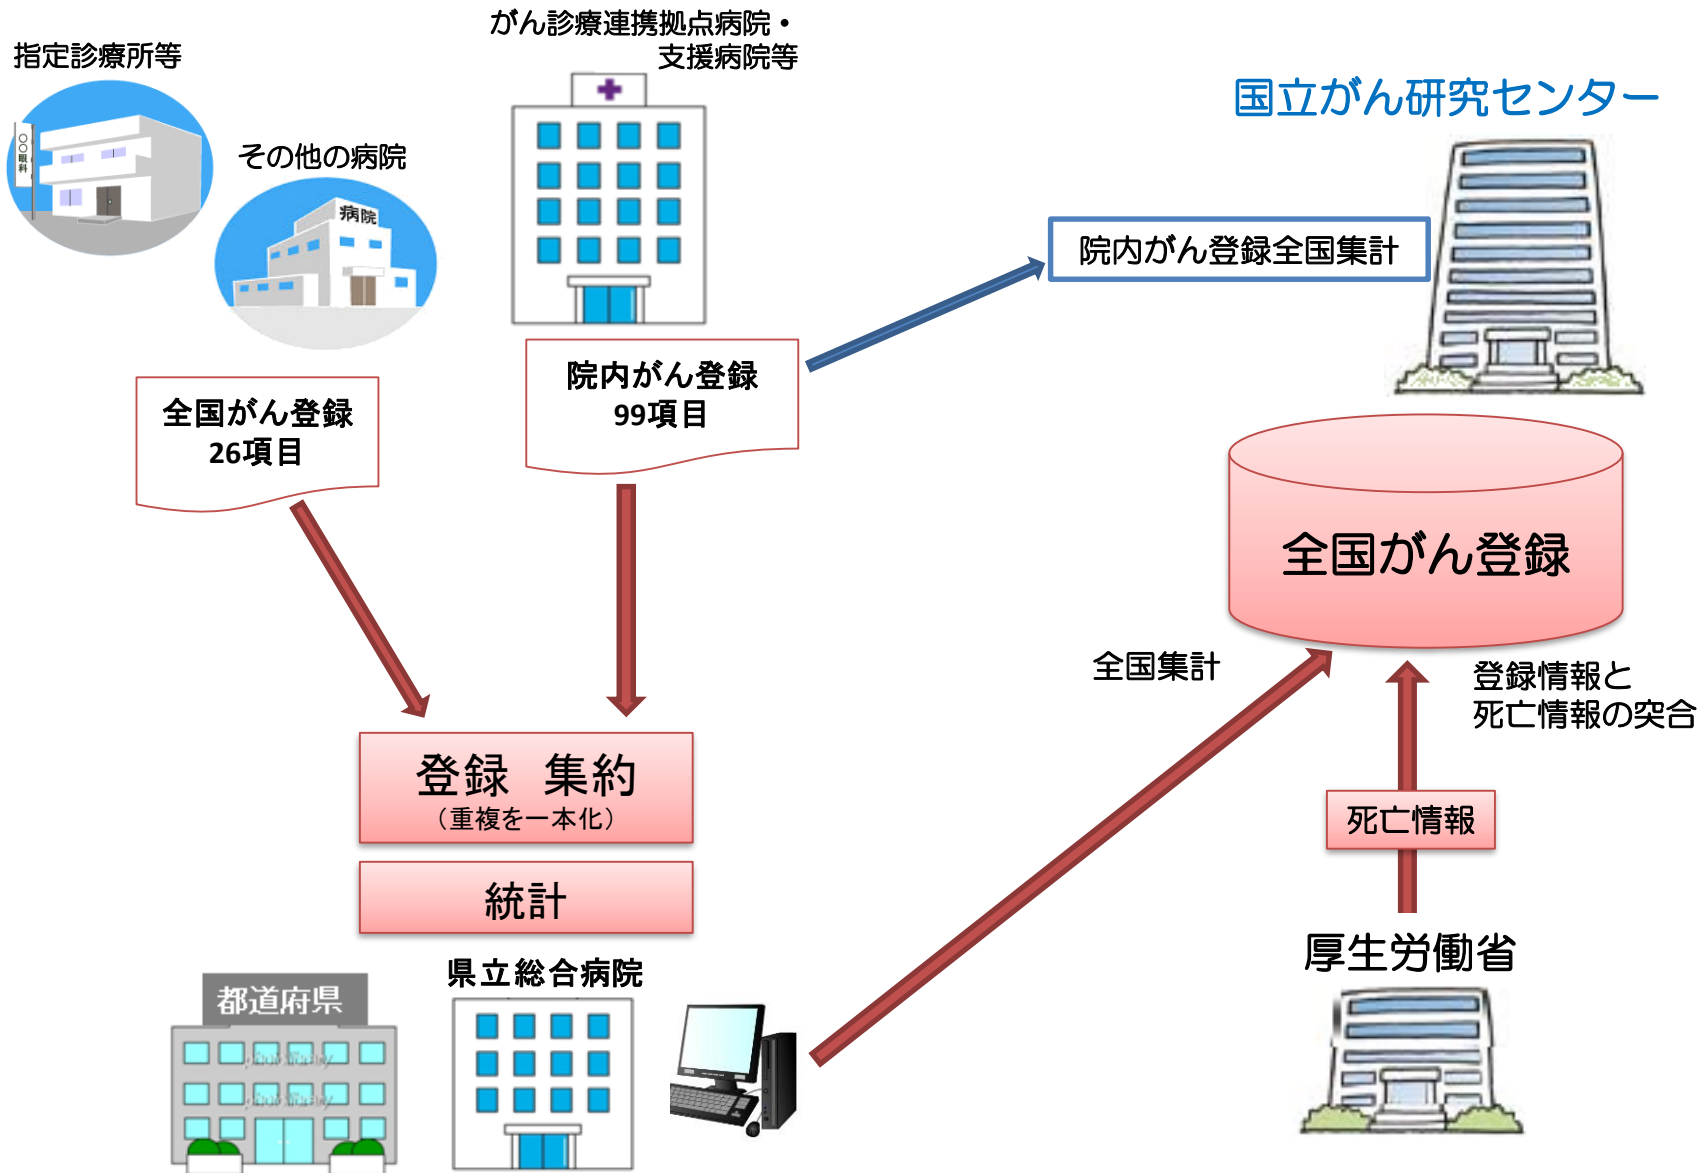 がん診療連携拠点病院・
支援病院等
指定診療所等
〇〇眼科
その他の病院
病院
国立がん研究センター
院内がん登録全国集計
院内がん登録
99項目
全国がん登録
26項目
全国がん登録
全国集計
登録情報と
死亡情報の突合
登録 集約
(重複を一本化)
死亡情報
統計
厚生労働省
県立総合病院
都道府県
photolibrary
photolibrary